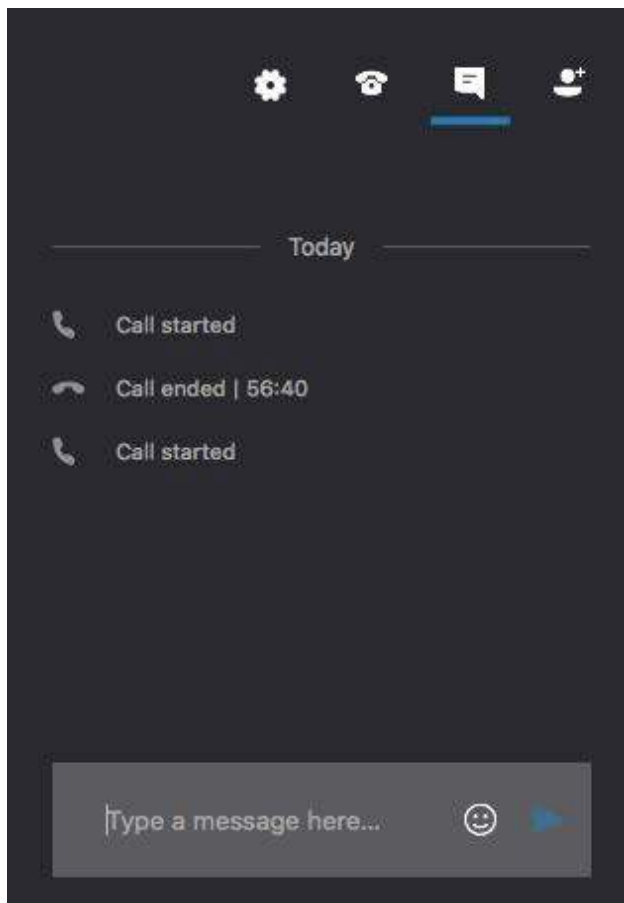 Today
Call started
Call ended | 56:40
Call started
Type a message here...